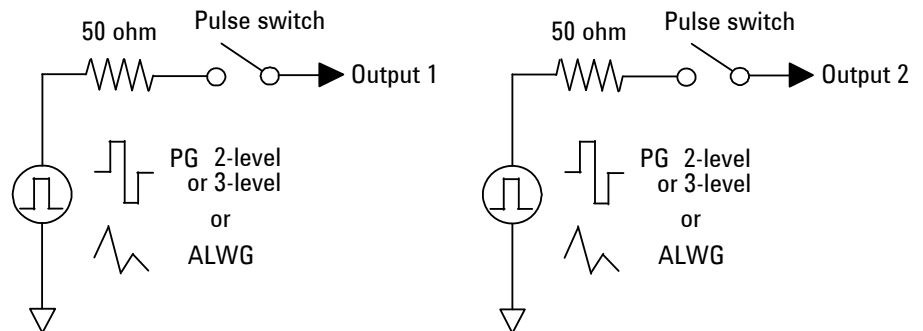 Pulse switch
50 ohm
Output 1
PG 2-level
or 3-level
or
ALWG
Pulse switch
50 ohm
Output 2
PG 2-level
or 3-level
or
ALWG